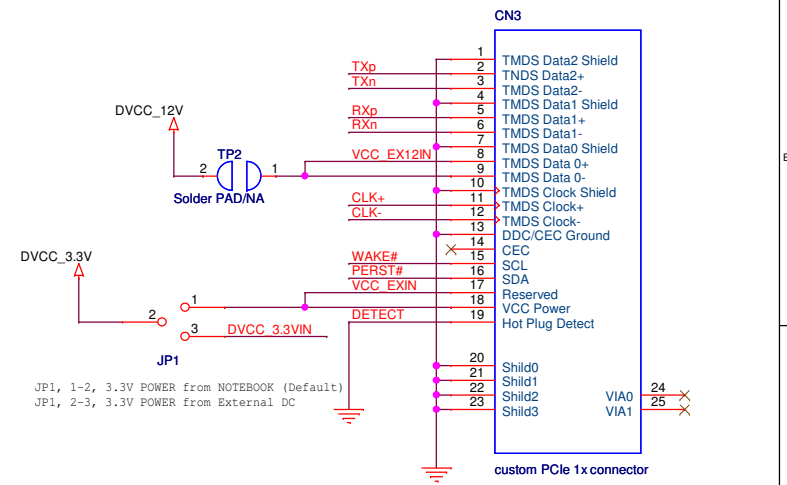 CN3
1 TMDS Data2 Shield
TXp 2 TNDS Data2+
TXn 3 TMDS Data2-
4 TMDS Data1 Shield
RXp 5 TMDS Data1+
RXn 6 TMDS Data1-
7 TMDS Data0 Shield
VCC_EX12IN 8 TMDS Data 0+
9 TMDS Data 0-
10 TMDS Clock Shield
CLK+ 11 TMDS Clock+
CLK- 12 TMDS Clock-
13 DDC/CEC Ground
14 CEC
WAKE# 15 SCL
PERST# 16 SDA
VCC_EXIN 17 Reserved
18 VCC Power
DETECT 19 Hot Plug Detect
20 Shild0
21 Shild1
22 Shild2 VIA0 24
23 Shild3 VIA1 25
custom PCIe 1x connector
DVCC_12V
TP2
2 1
Solder PAD/NA
DVCC_3.3V
1
2
3 DVCC_3.3VIN
JP1
JP1, 1-2, 3.3V POWER from NOTEBOOK (Default)
JP1, 2-3, 3.3V POWER from External DC